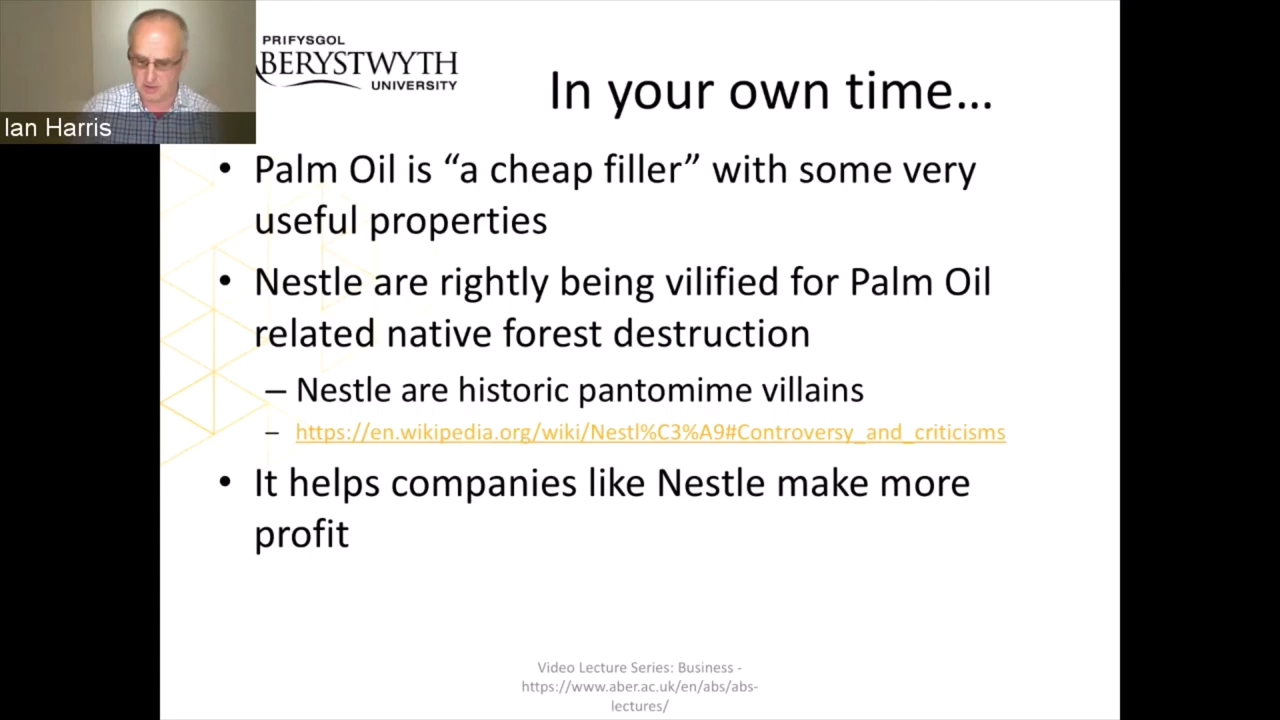 PRIFYSGOL
ABERYSTWYTH
UNIVERSITY
Ian Harris
In your own time…
• Palm Oil is “a cheap filler” with some very
useful properties
• Nestle are rightly being vilified for Palm Oil
related native forest destruction
– Nestle are historic pantomime villains
– https://en.wikipedia.org/wiki/Nestl%C3%A9#Controversy_and_criticisms
• It helps companies like Nestle make more
profit
Video Lecture Series: Business -
https://www.aber.ac.uk/en/abs/abs-
lectures/